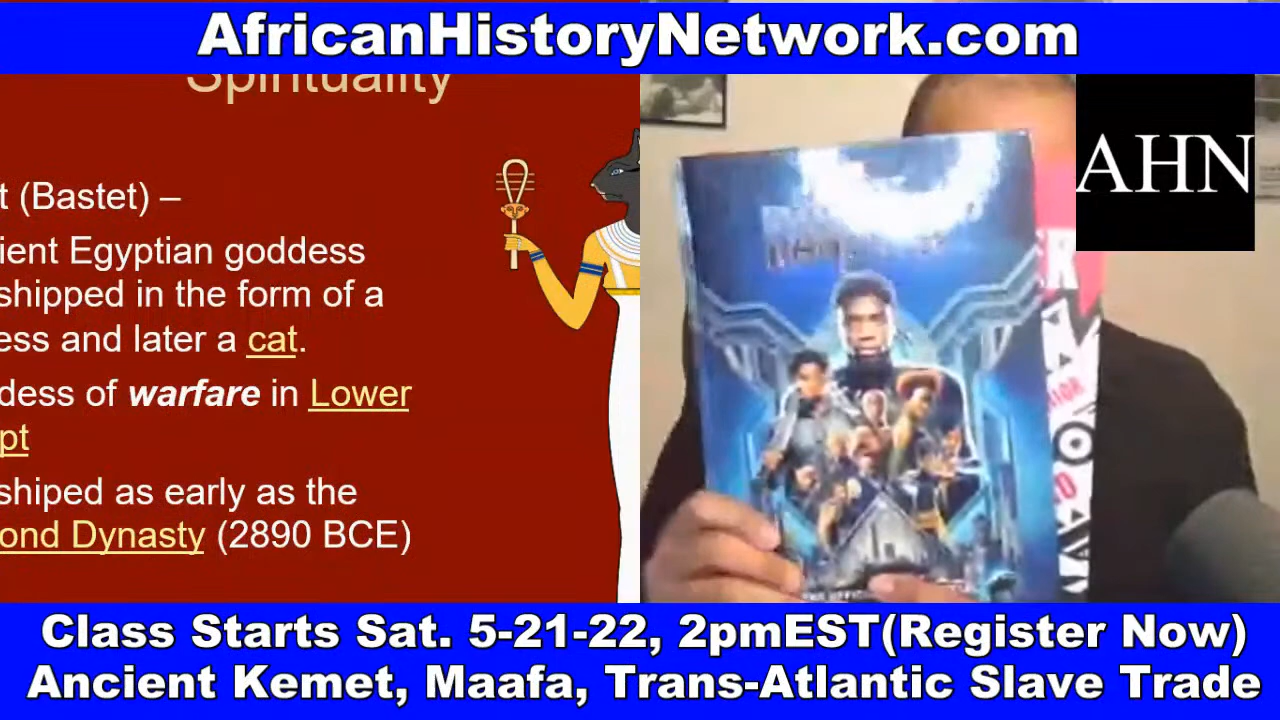 AfricanHistoryNetwork.com
Spirituality
t (Bastet) –
ient Egyptian goddess
shipped in the form of a
ess and later a cat.
dess of warfare in Lower
pt
shiped as early as the
ond Dynasty (2890 BCE)
AHN
Class Starts Sat. 5-21-22, 2pmEST(Register Now)
Ancient Kemet, Maafa, Trans-Atlantic Slave Trade